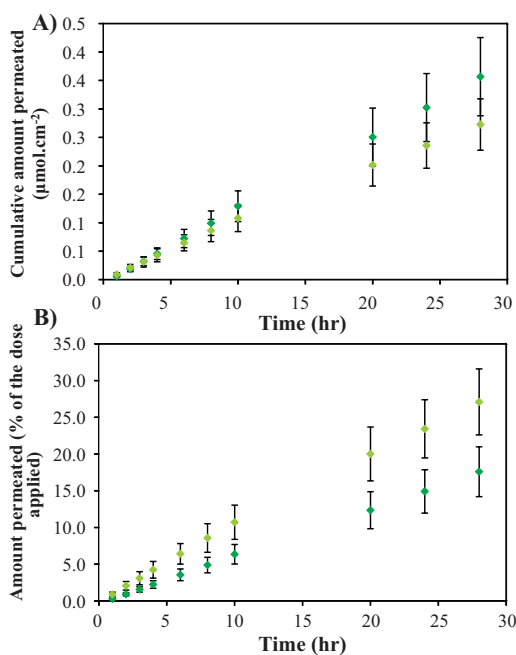 A)
Cumulative amount permeated
(µmol.cm⁻²)
0.5
0.4
0.4
0.3
0.3
0.2
0.2
0.1
0.1
0.0
0 5 10 15 20 25 30
Time (hr)
B)
Amount permeated (% of the dose
applied)
35.0
30.0
25.0
20.0
15.0
10.0
5.0
0.0
0 5 10 15 20 25 30
Time (hr)